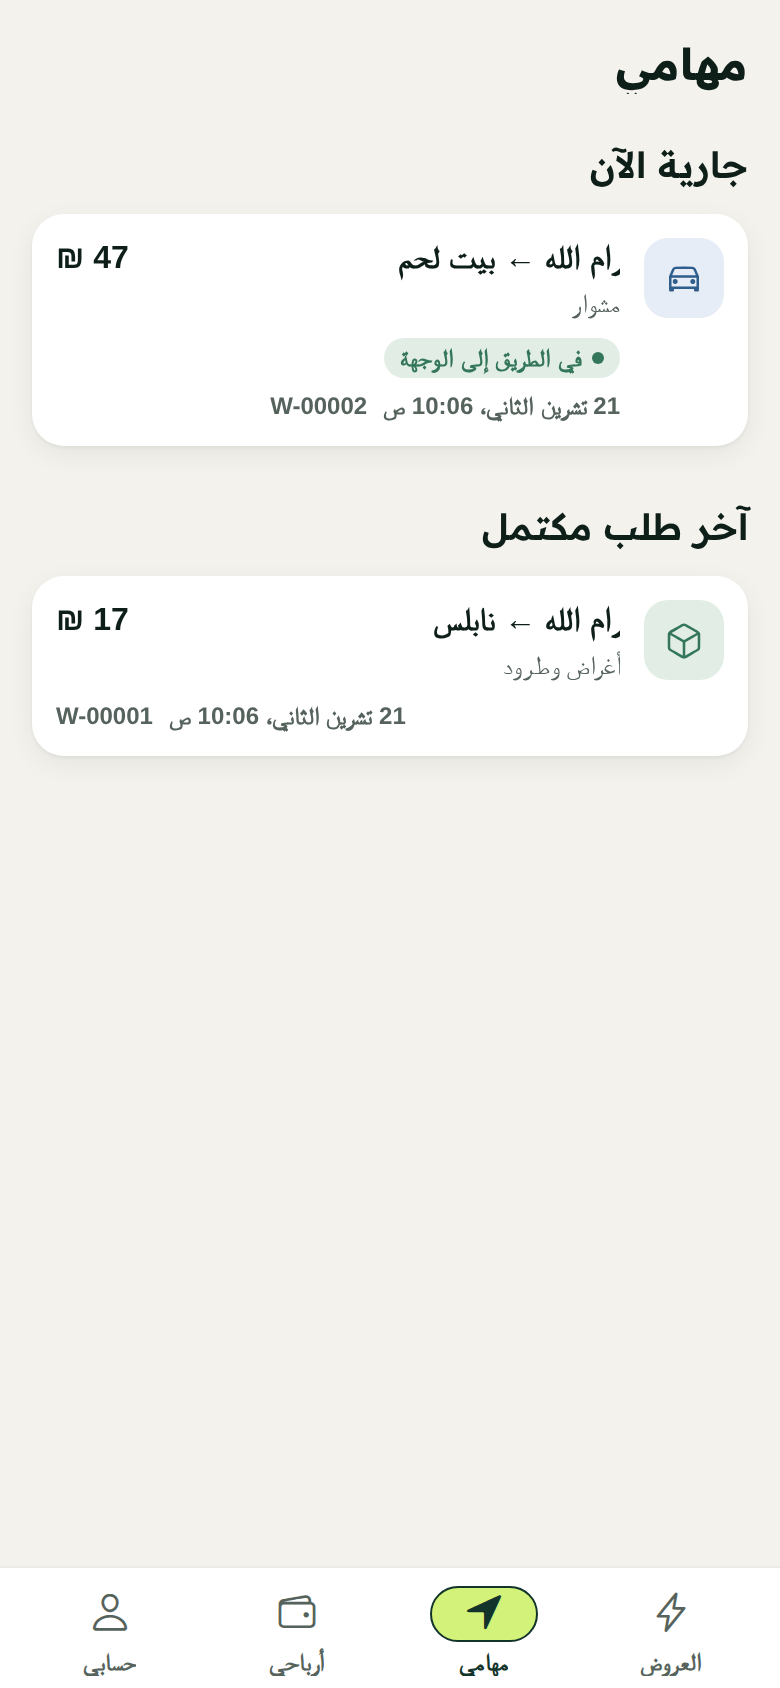 مهامي
جارية الآن
رام الله ← بيت لحم
47 ₪
مشوار
في الطريق إلى الوجهة
21 تشرين الثاني، 10:06 ص W-00002
آخر طلب مكتمل
رام الله ← نابلس
17 ₪
أغراض وطرود
21 تشرين الثاني، 10:06 ص W-00001
العروض
مهامي
أرباحي
حسابي